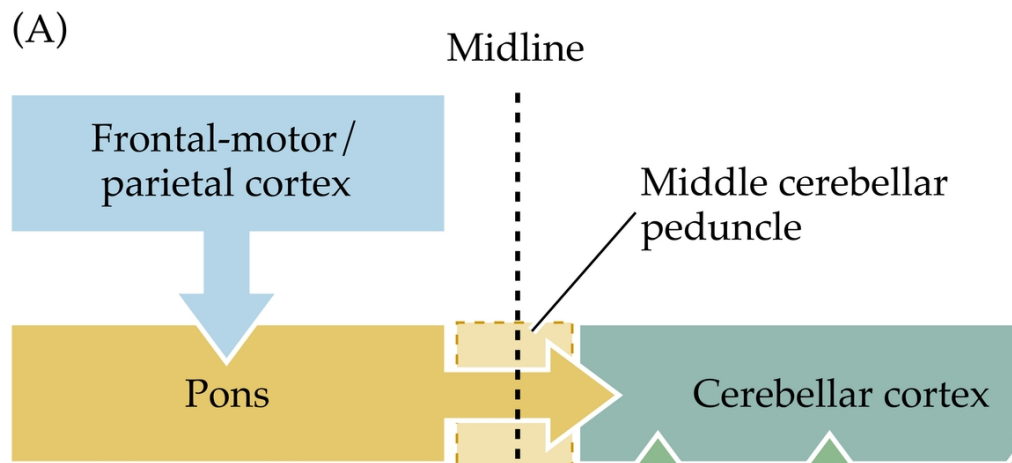 (A)
Midline
Frontal-motor/
parietal cortex
Middle cerebellar
peduncle
Pons
Cerebellar cortex